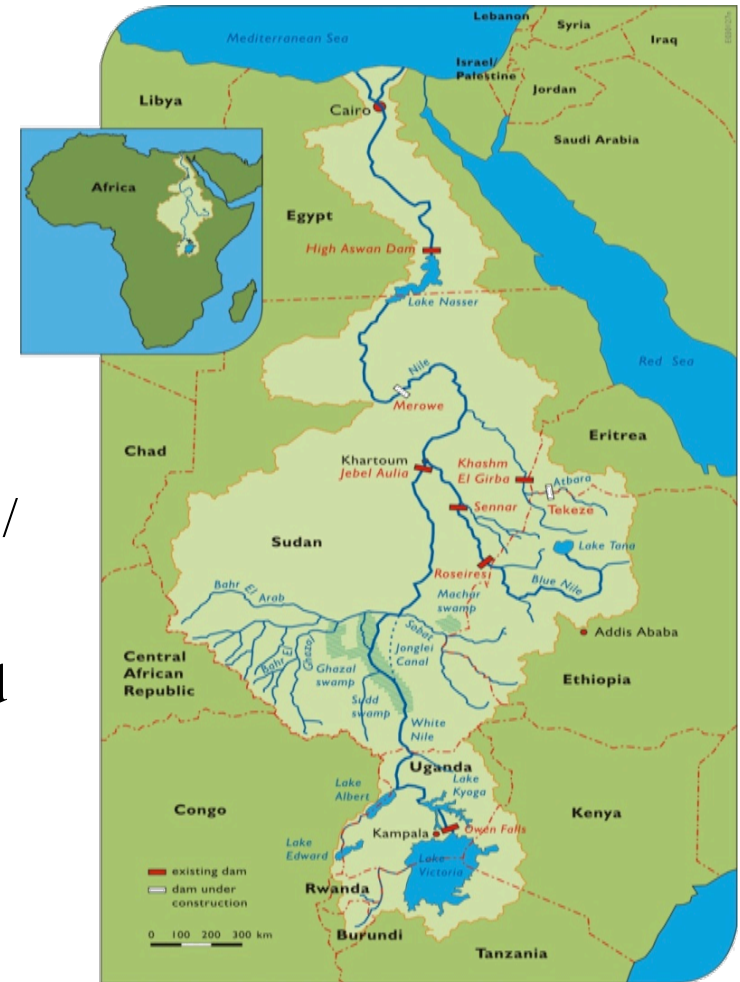 Lebanon
Syria
Mediterranean Sea
Iraq
Israel/
Palestine
Jordan
Libya
Cairo
Saudi Arabia
Africa
Egypt
High Aswan Dam
Lake Nasser
Red Sea
Nile
Merowe
Eritrea
Chad
Khartoum
Jebel Aulia
Khashm
El Girba
Atbara
Tekeze
/
Sennar
Sudan
Lake Tana
Roseires
Blue Nile
Machar
swamp
Bahr El Arab
Sobat
Addis Ababa
Jonglei
Canal
Bahr El
Ghazal
Ghazal
swamp
Central
African
Republic
Ethiopia
Sudd
swamp
White
Nile
Uganda
Lake
Albert
Lake
Kyoga
Congo
Kenya
Kampala
Owen Falls
Lake
Edward
Lake
Victoria
existing dam
Rwanda
dam under
construction
0 100 200 300 km
Burundi
Tanzania